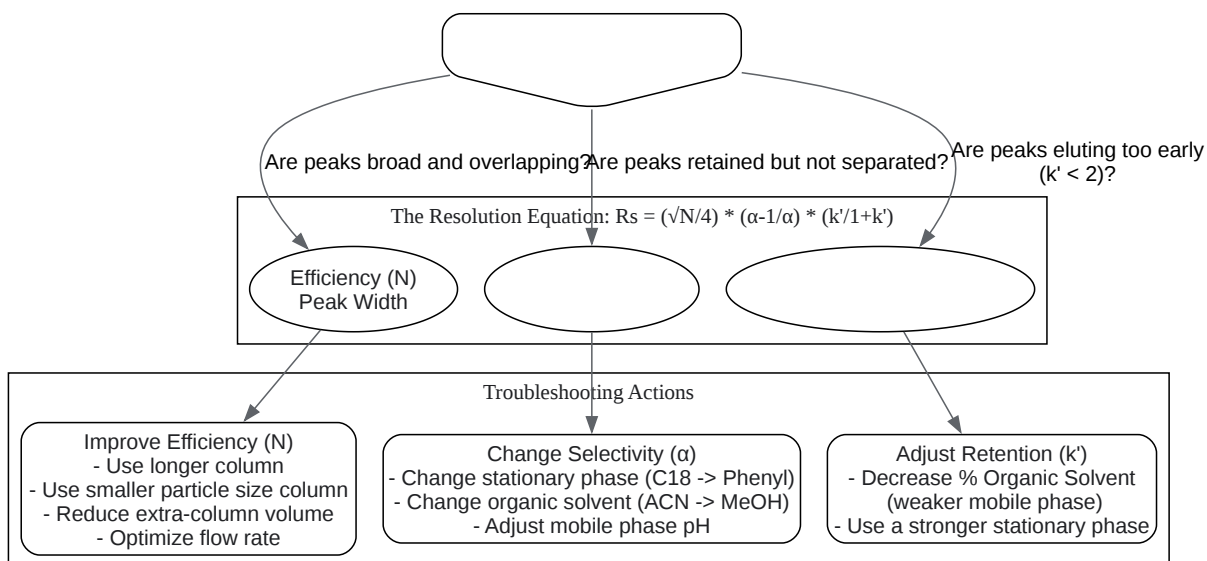 Are peaks broad and overlapping?
Are peaks retained but not separated?
Are peaks eluting too early
(k' < 2)?
The Resolution Equation: Rs = (√N/4) * (α-1/α) * (k'/1+k')
Efficiency (N)
Peak Width
Troubleshooting Actions
Improve Efficiency (N)
- Use longer column
- Use smaller particle size column
- Reduce extra-column volume
- Optimize flow rate
Change Selectivity (α)
- Change stationary phase (C18 -> Phenyl)
- Change organic solvent (ACN -> MeOH)
- Adjust mobile phase pH
Adjust Retention (k')
- Decrease % Organic Solvent
(weaker mobile phase)
- Use a stronger stationary phase